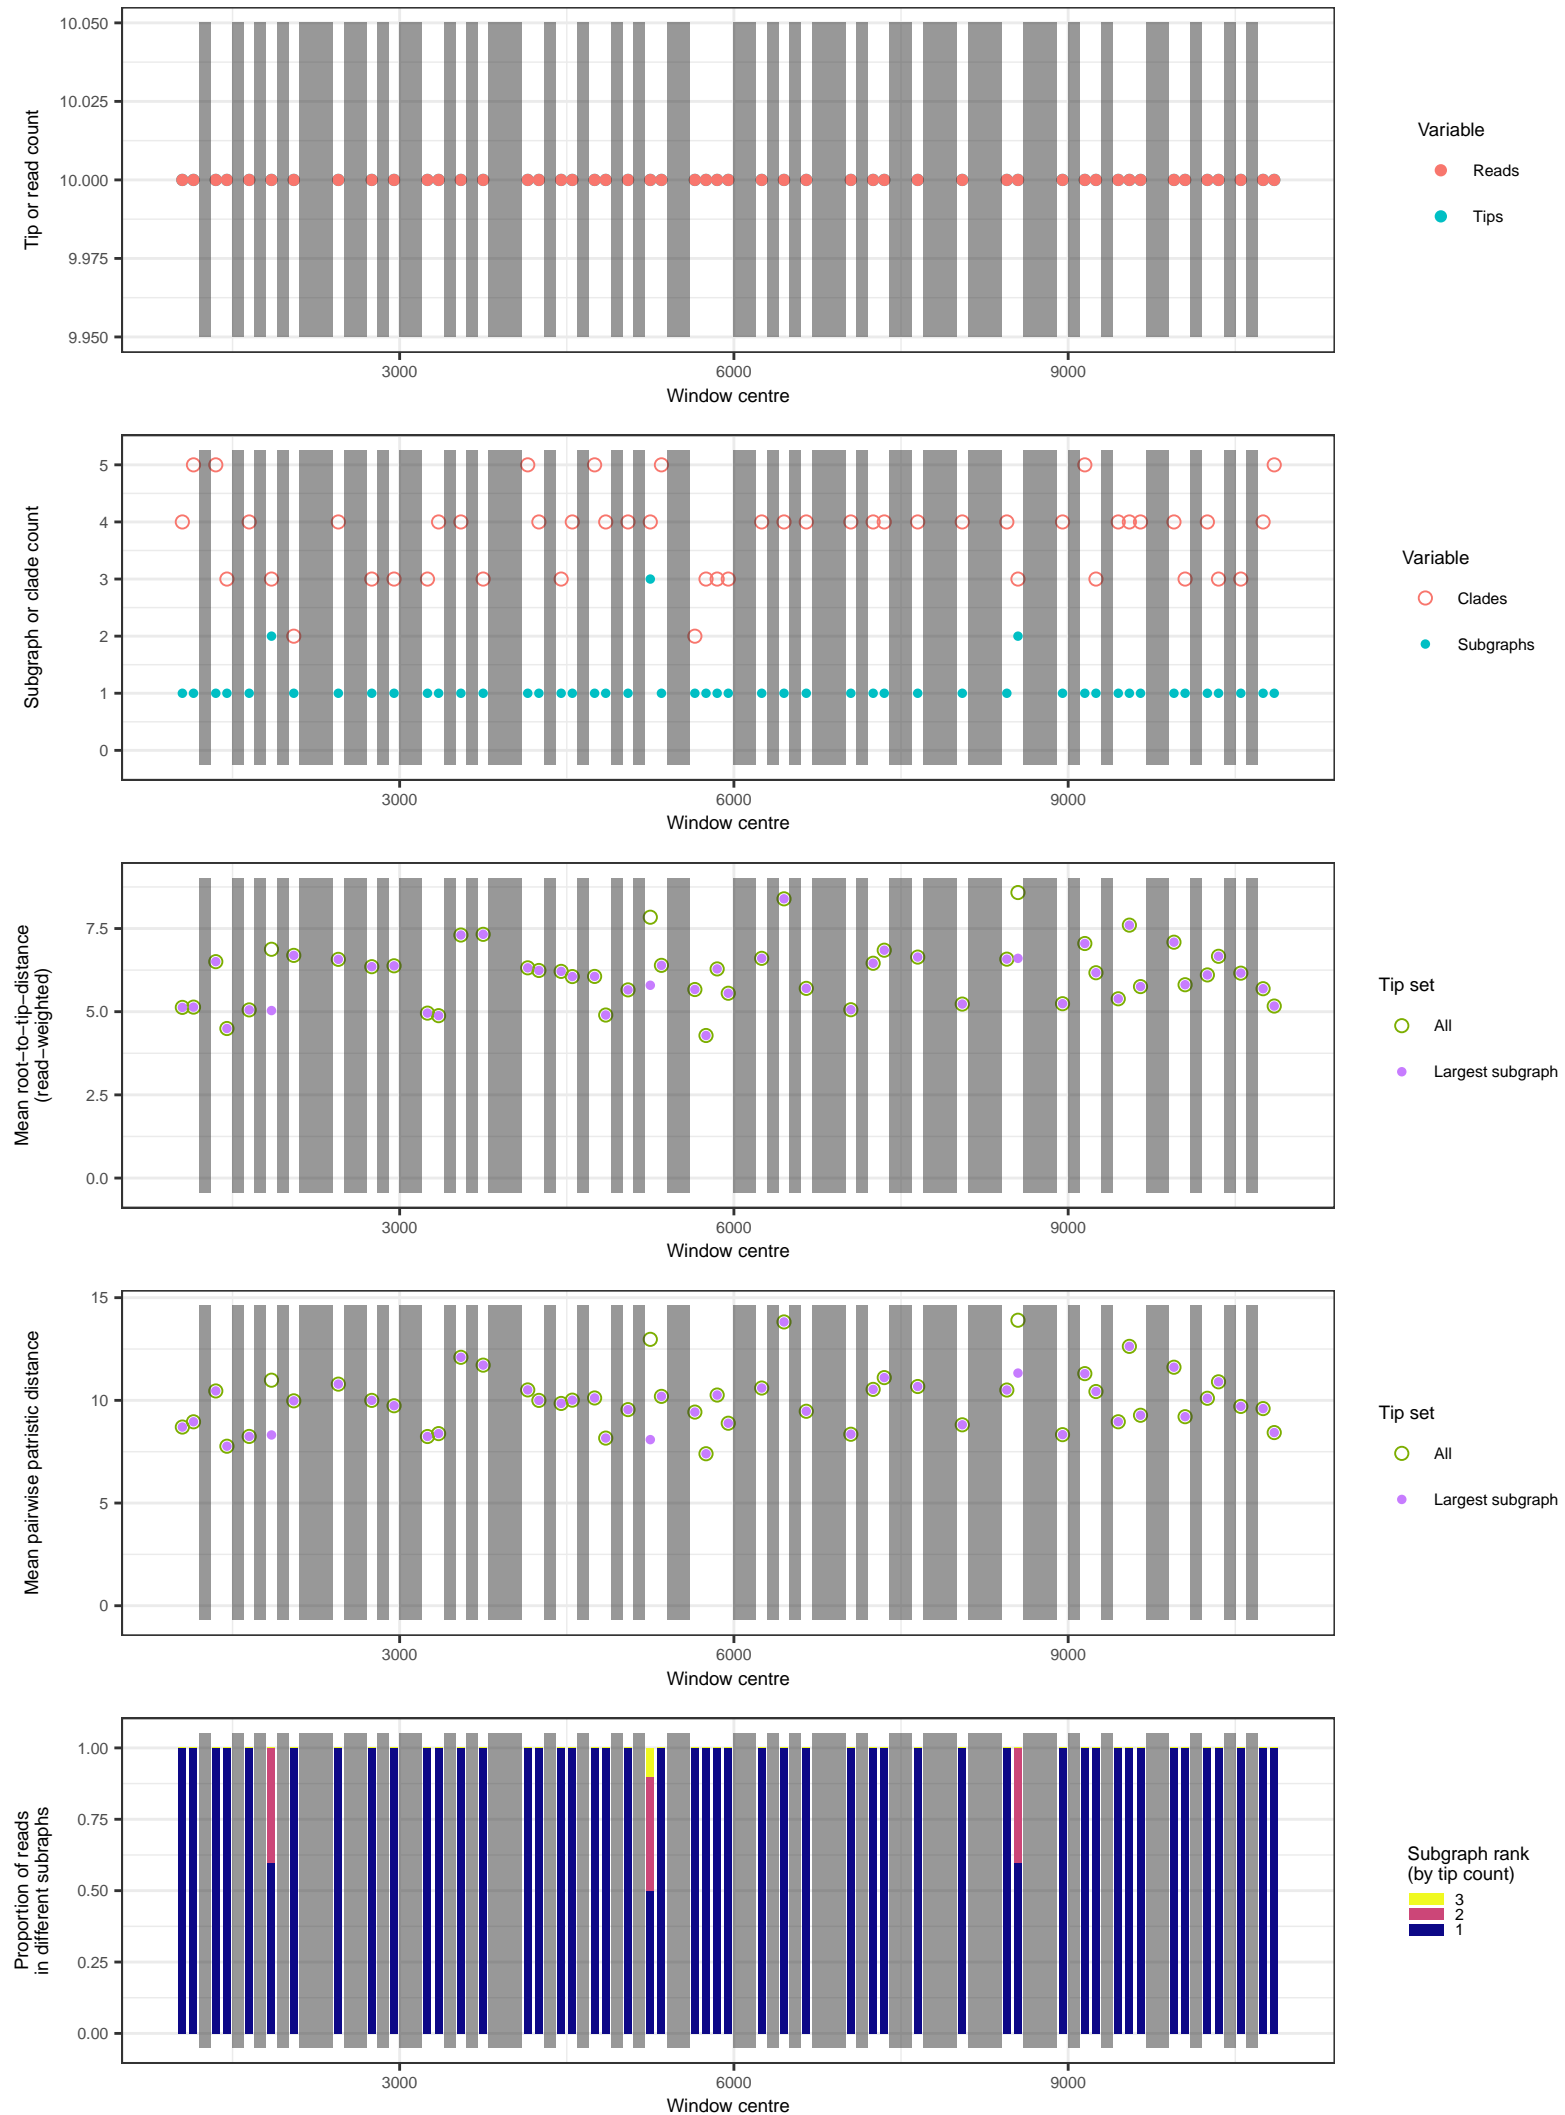 10.050
10.025
10.000
9.975
9.950
Tip or read count
3000
6000
9000
Window centre
Variable
Reads
Tips
5
4
3
2
1
0
Subgraph or clade count
3000
6000
9000
Window centre
Variable
Clades
Subgraphs
7.5
5.0
2.5
0.0
Mean root−to−tip−distance
(read−weighted)
3000
6000
9000
Window centre
Tip set
All
Largest subgraph
15
10
5
0
Mean pairwise patristic distance
3000
6000
9000
Window centre
Tip set
All
Largest subgraph
1.00
0.75
0.50
0.25
0.00
Proportion of reads
in different subraphs
3000
6000
9000
Window centre
Subgraph rank
(by tip count)
3
2
1